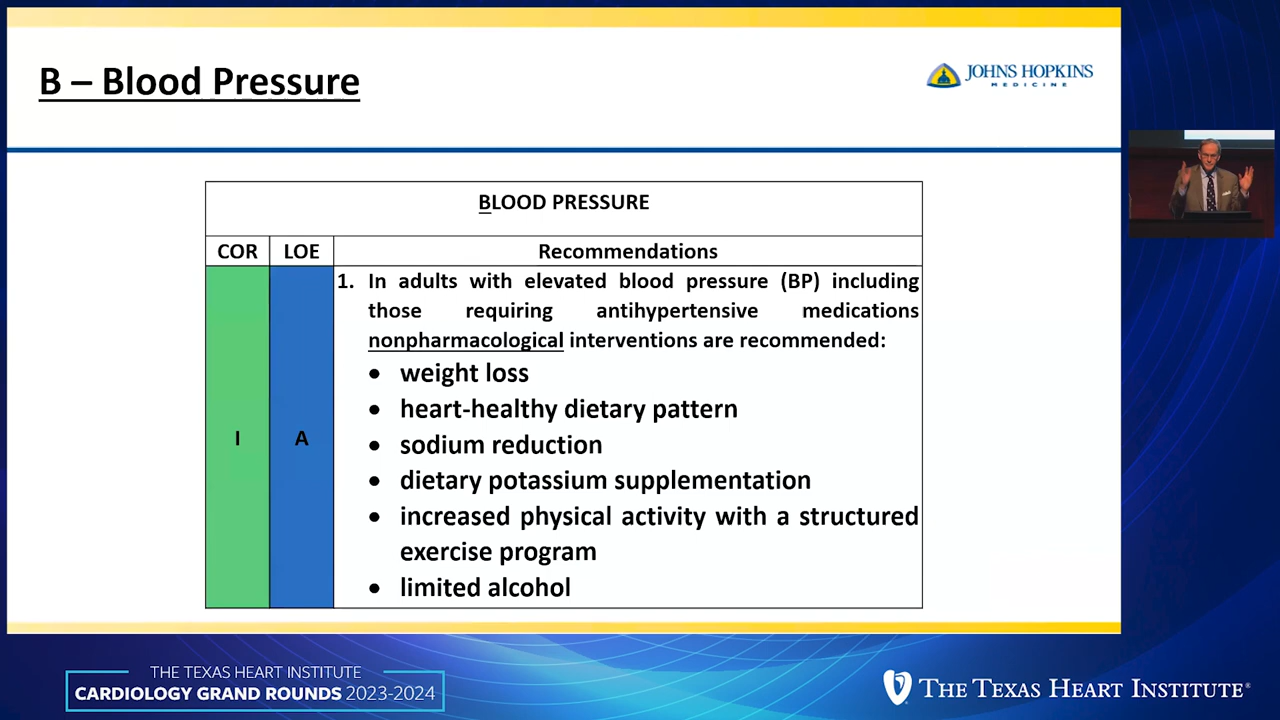 B – Blood Pressure
JOHNS HOPKINS
MEDICINE
BLOOD PRESSURE
COR LOE Recommendations
I A
1. In adults with elevated blood pressure (BP) including
those requiring antihypertensive medications
nonpharmacological interventions are recommended:
• weight loss
• heart-healthy dietary pattern
• sodium reduction
• dietary potassium supplementation
• increased physical activity with a structured
exercise program
• limited alcohol
THE TEXAS HEART INSTITUTE
CARDIOLOGY GRAND ROUNDS 2023-2024
THE TEXAS HEART INSTITUTE®